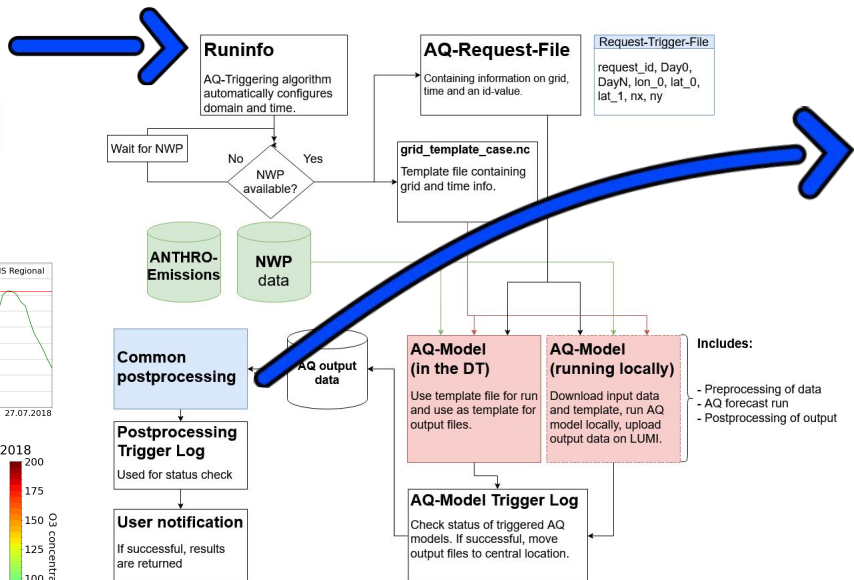 Runinfo
AQ-Triggering algorithm
automatically configures
domain and time.
AQ-Request-File
Containing information on grid,
time and an id-value.
Request-Trigger-File
request_id, Day0,
DayN, lon_0, lat_0,
lat_1, nx, ny
Wait for NWP
No
Yes
NWP
available?
grid_template_case.nc
Template file containing
grid and time info.
ANTHRO-
Emissions
NWP
data
S Regional
27.07.2018
Common
postprocessing
AQ output
data
AQ-Model
(in the DT)
Use template file for run
and use as template for
output files.
AQ-Model
(running locally)
Download input data
and template, run AQ
model locally, upload
output data on LUMI.
Includes:
- Preprocessing of data
- AQ forecast run
- Postprocessing of output
Postprocessing
Trigger Log
Used for status check
User notification
If successful, results
are returned
AQ-Model Trigger Log
Check status of triggered AQ
models. If successful, move
output files to central location.
2018
200
175
150
125
100
O3 concentra